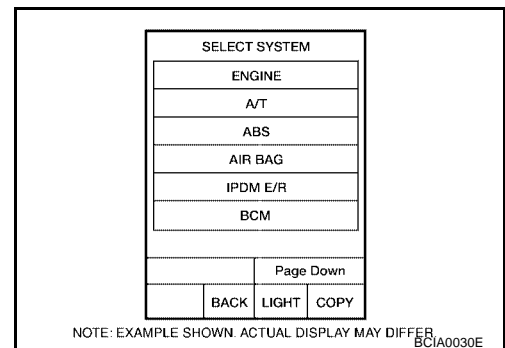 SELECT SYSTEM
ENGINE
A/T
ABS
AIR BAG
IPDM E/R
BCM
Page Down
BACK LIGHT COPY
NOTE: EXAMPLE SHOWN. ACTUAL DISPLAY MAY DIFFER
BCIA0030E